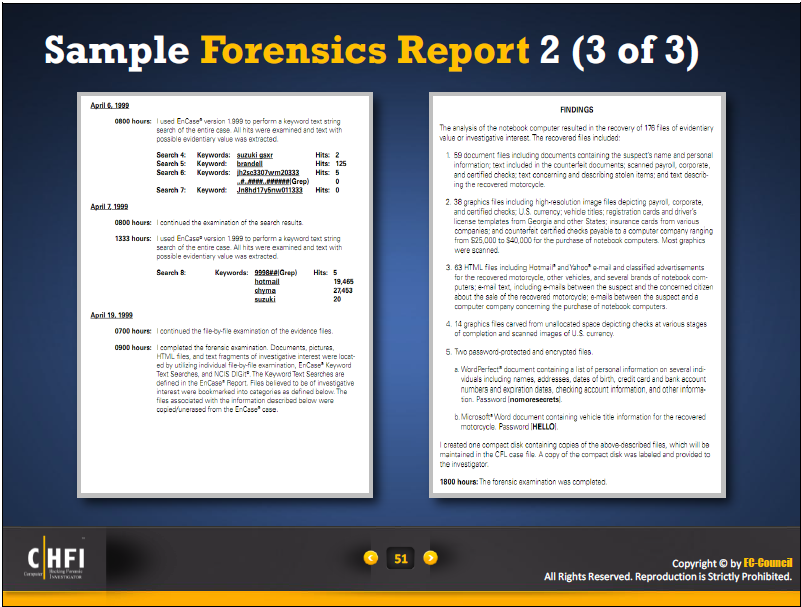 Sample Forensics Report 2 (3 of 3)
April 6, 1999
0800 hours: I used EnCase® version 1.999 to perform a keyword text string
search of the entire case. All hits were examined and text with
possible evidentiary value was extracted.
Search 4: Keywords: suzuki gsxr Hits: 2
Search 5: Keyword: brandell Hits: 125
Search 6: Keywords: jh2sc3307wm20333 Hits: 5
..#..####..######(Grep) 0
Search 7: Keyword: Jn8hd17y5nw011333 Hits: 0
April 7, 1999
0800 hours: I continued the examination of the search results.
1333 hours: I used EnCase® version 1.999 to perform a keyword text string
search of the entire case. All hits were examined and text with
possible evidentiary value was extracted.
Search 8: Keywords: 9998##(Grep) Hits: 5
hotmail 19,465
chyma 27,453
suzuki 20
April 19, 1999
0700 hours: I continued the file-by-file examination of the evidence files.
0900 hours: I completed the forensic examination. Documents, pictures,
HTML files, and text fragments of investigative interest were locat-
ed by utilizing individual file-by-file examination, EnCase® Keyword
Text Searches, and NCIS DIGit®. The Keyword Text Searches are
defined in the EnCase® Report. Files believed to be of investigative
interest were bookmarked into categories as defined below. The
files associated with the information described below were
copied/unerased from the EnCase® case.
FINDINGS
The analysis of the notebook computer resulted in the recovery of 176 files of evidentiary
value or investigative interest. The recovered files included:
1. 59 document files including documents containing the suspect's name and personal
information; text included in the counterfeit documents; scanned payroll, corporate,
and certified checks; text concerning and describing stolen items; and text describ-
ing the recovered motorcycle.
2. 38 graphics files including high-resolution image files depicting payroll, corporate,
and certified checks; U.S. currency; vehicle titles; registration cards and driver's
license templates from Georgia and other States; insurance cards from various
companies; and counterfeit certified checks payable to a computer company ranging
from $25,000 to $40,000 for the purchase of notebook computers. Most graphics
were scanned.
3. 63 HTML files including Hotmail® and Yahoo® e-mail and classified advertisements
for the recovered motorcycle, other vehicles, and several brands of notebook com-
puters; e-mail text, including e-mails between the suspect and the concerned citizen
about the sale of the recovered motorcycle; e-mails between the suspect and a
computer company concerning the purchase of notebook computers.
4. 14 graphics files carved from unallocated space depicting checks at various stages
of completion and scanned images of U.S. currency.
5. Two password-protected and encrypted files.
a. WordPerfect® document containing a list of personal information on several indi-
viduals including names, addresses, dates of birth, credit card and bank account
numbers and expiration dates, checking account information, and other informa-
tion. Password [nomoresecrets].
b. Microsoft® Word document containing vehicle title information for the recovered
motorcycle. Password [HELLO].
I created one compact disk containing copies of the above-described files, which will be
maintained in the CFL case file. A copy of the compact disk was labeled and provided to
the investigator.
1800 hours: The forensic examination was completed.
CHFI
Computer Hacking Forensic
INVESTIGATOR
51
Copyright © by EC-Council
All Rights Reserved. Reproduction is Strictly Prohibited.